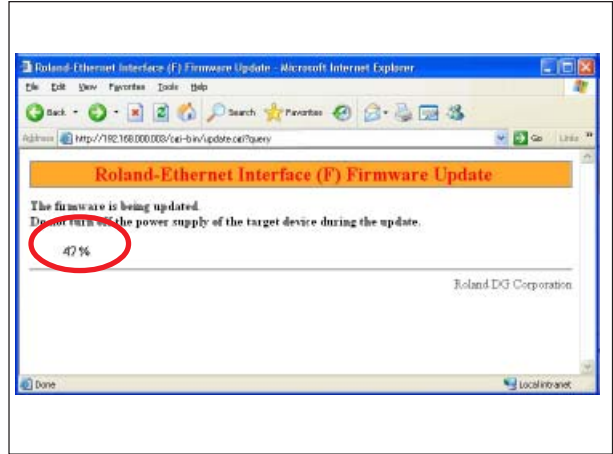 Roland-Ethernet Interface (F) Firmware Update - Microsoft Internet Explorer
File Edit View Favorites Tools Help
Back Search Favorites
Address http://192.168.000.003/cgi-bin/update.cgi?query Go Links
Roland-Ethernet Interface (F) Firmware Update
The firmware is being updated.
Do not turn off the power supply of the target device during the update.
47%
Roland DG Corporation
Done Local intranet